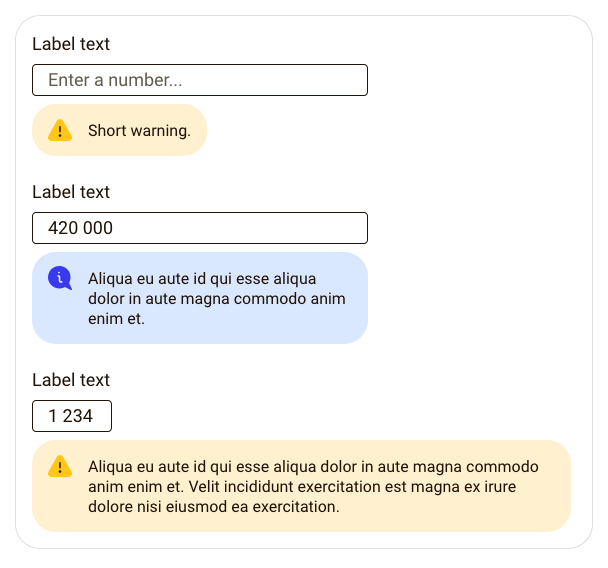 Label text
Enter a number...
Short warning.
Label text
420 000
Aliqua eu aute id qui esse aliqua
dolor in aute magna commodo anim
enim et.
Label text
1 234
Aliqua eu aute id qui esse aliqua dolor in aute magna commodo
anim enim et. Velit incididunt exercitation est magna ex irure
dolore nisi eiusmod ea exercitation.